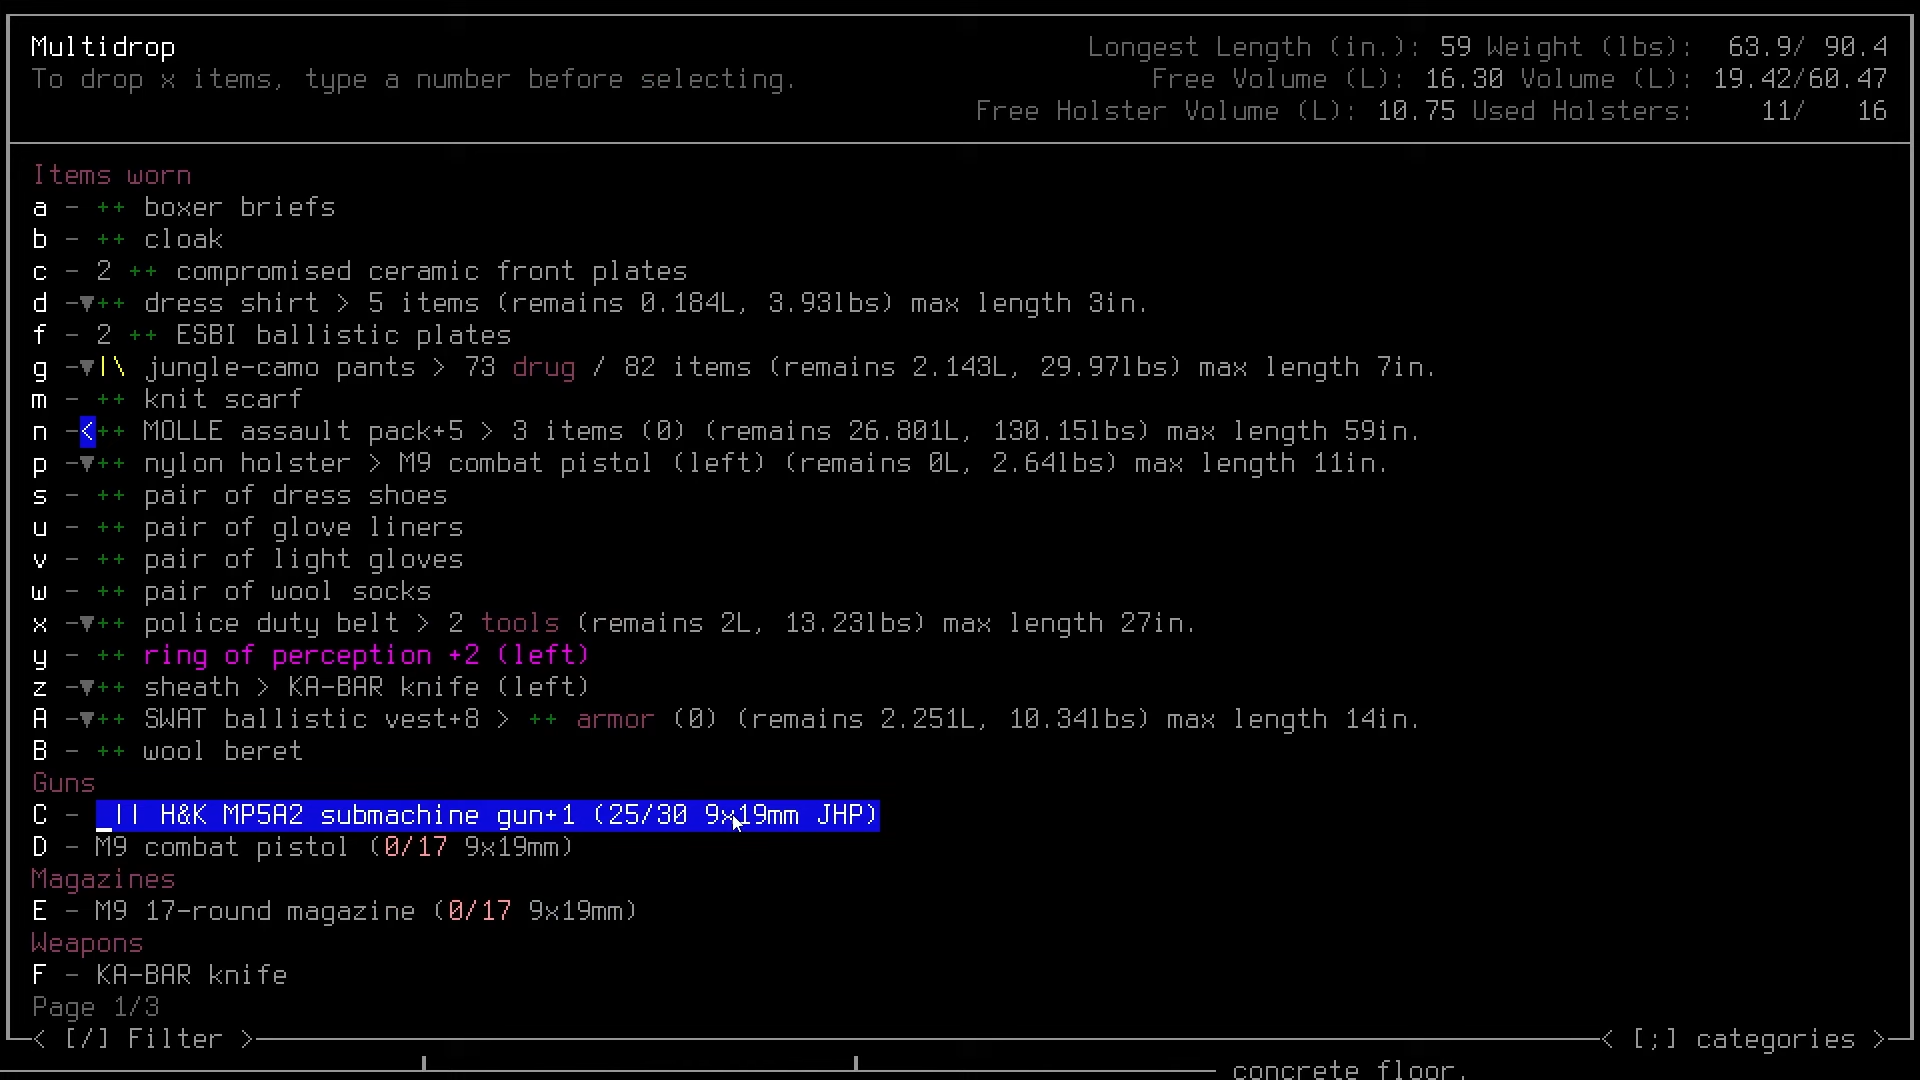 Multidrop
Longest Length (in.): 59 Weight (lbs): 63.9/ 90.4
To drop x items, type a number before selecting.
Free Volume (L): 16.30 Volume (L): 19.42/60.47
Free Holster Volume (L): 10.75 Used Holsters: 11/ 16
Items worn
a - ++ boxer briefs
b - ++ cloak
c - 2 ++ compromised ceramic front plates
d -▼++ dress shirt > 5 items (remains 0.184L, 3.93lbs) max length 3in.
f - 2 ++ ESBI ballistic plates
g -▼|\ jungle-camo pants > 73 drug / 82 items (remains 2.143L, 29.97lbs) max length 7in.
m - ++ knit scarf
n -<++ MOLLE assault pack+5 > 3 items (0) (remains 26.801L, 130.15lbs) max length 59in.
p -▼++ nylon holster > M9 combat pistol (left) (remains 0L, 2.64lbs) max length 11in.
s - ++ pair of dress shoes
u - ++ pair of glove liners
v - ++ pair of light gloves
w - ++ pair of wool socks
x -▼++ police duty belt > 2 tools (remains 2L, 13.23lbs) max length 27in.
y - ++ ring of perception +2 (left)
z -▼++ sheath > KA-BAR knife (left)
A -▼++ SWAT ballistic vest+8 > ++ armor (0) (remains 2.251L, 10.34lbs) max length 14in.
B - ++ wool beret
Guns
C - _|| H&K MP5A2 submachine gun+1 (25/30 9x19mm JHP)
D - M9 combat pistol (0/17 9x19mm)
Magazines
E - M9 17-round magazine (0/17 9x19mm)
Weapons
F - KA-BAR knife
Page 1/3
< [/] Filter >
< [;] categories >
concrete floor.